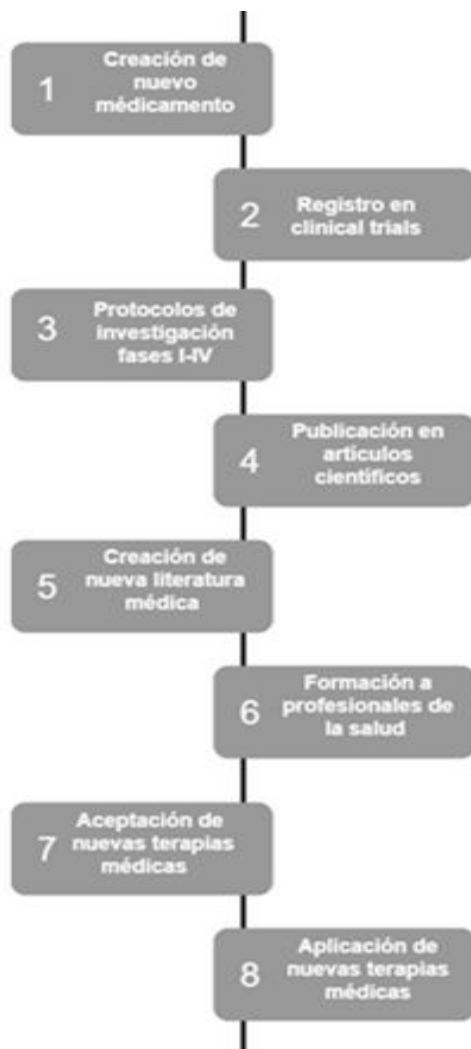 1
Creación de
nuevo
médicamento
2
Registro en
clinical trials
3
Protocolos de
investigación
fases I-IV
4
Publicación en
artículos
científicos
5
Creación de
nueva literatura
médica
6
Formación a
profesionales de
la salud
7
Aceptación de
nuevas terapias
médicas
8
Aplicación de
nuevas terapias
médicas